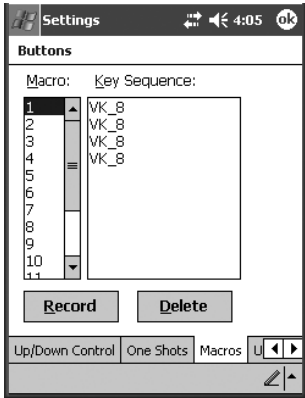 Settings 4:05 ok
Buttons
Macro: Key Sequence:
1 VK_8
2 VK_8
3 VK_8
4 VK_8
5
6
7
8
9
10
11
Record Delete
Up/Down Control One Shots Macros U